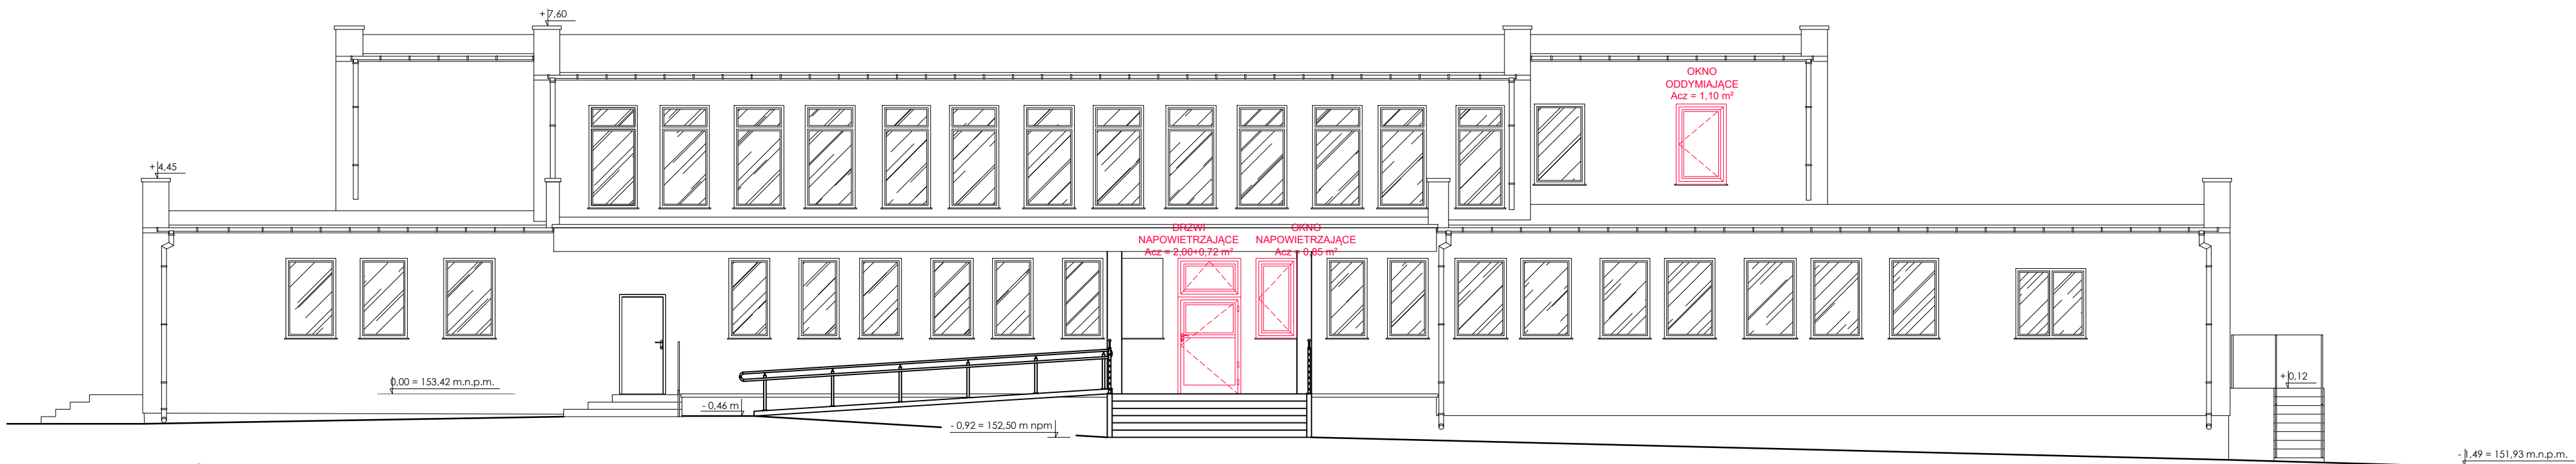 + 7,60
OKNO
ODDYMIAJĄCE
Acz = 1,10 m²
+ 4,45
DRZWI
NAPOWIETRZAJĄCE
Acz = 2,00+0,72 m²
OKNO
NAPOWIETRZAJĄCE
Acz = 0,85 m²
0,00 = 153,42 m.n.p.m.
+ 0,12
- 0,46 m
- 0,92 = 152,50 m npm
- 1,49 = 151,93 m.n.p.m.